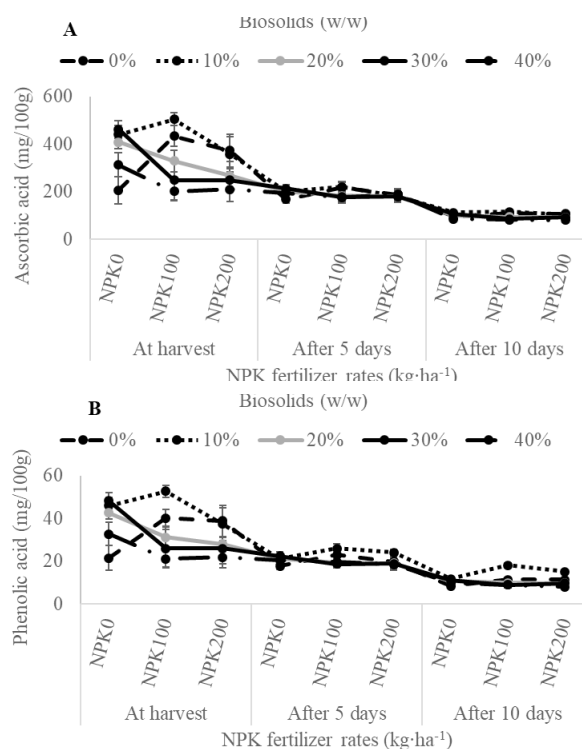 Biosolids (w/w)
A
0% 10% 20% 30% 40%
600
400
200
0
Ascorbic acid (mg/100g)
NPK0 NPK100 NPK200 NPK0 NPK100 NPK200 NPK0 NPK100 NPK200
At harvest After 5 days After 10 days
NPK fertilizer rates (kg·ha⁻¹)
B
Biosolids (w/w)
0% 10% 20% 30% 40%
60
40
20
0
Phenolic acid (mg/100g)
NPK0 NPK100 NPK200 NPK0 NPK100 NPK200 NPK0 NPK100 NPK200
At harvest After 5 days After 10 days
NPK fertilizer rates (kg·ha⁻¹)